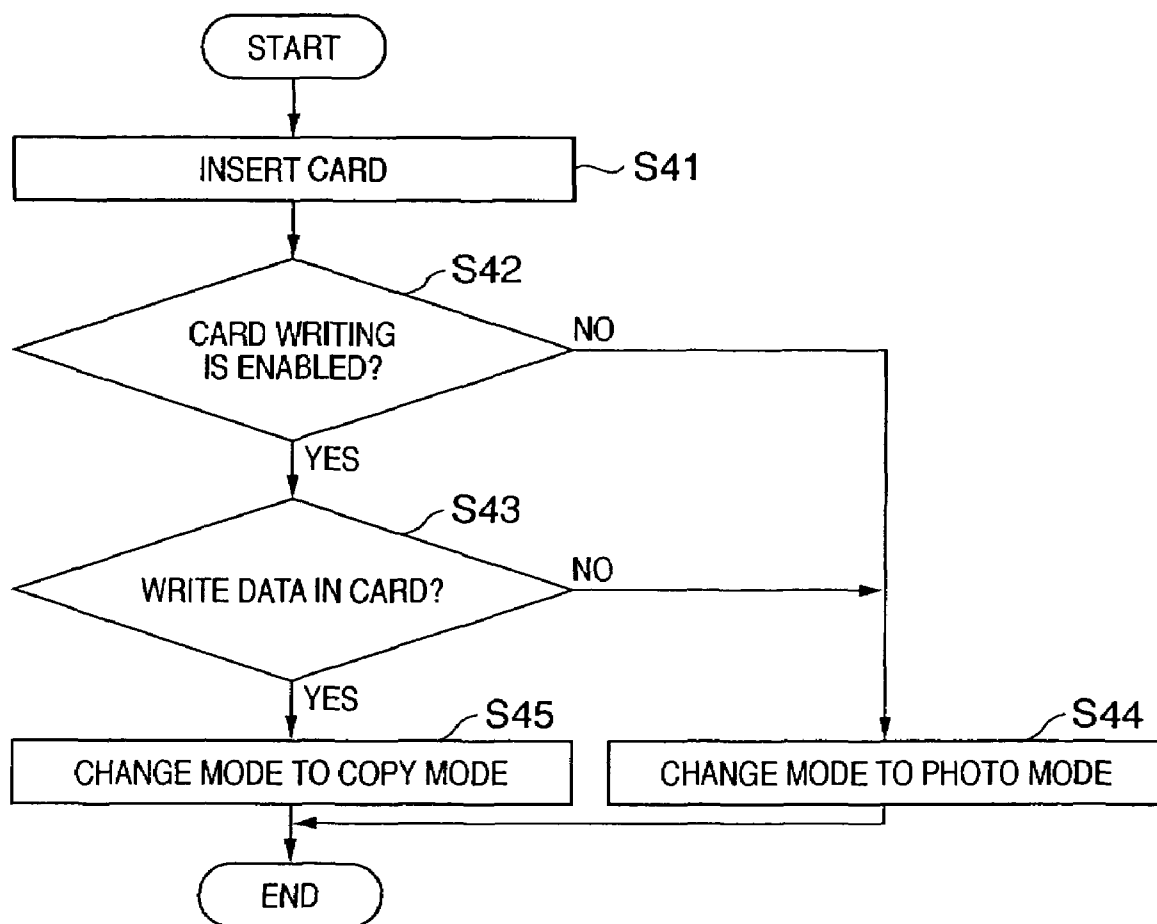 START
INSERT CARD
S41
S42
CARD WRITING
IS ENABLED?
NO
YES
S43
WRITE DATA IN CARD?
NO
YES
S45
CHANGE MODE TO COPY MODE
S44
CHANGE MODE TO PHOTO MODE
END